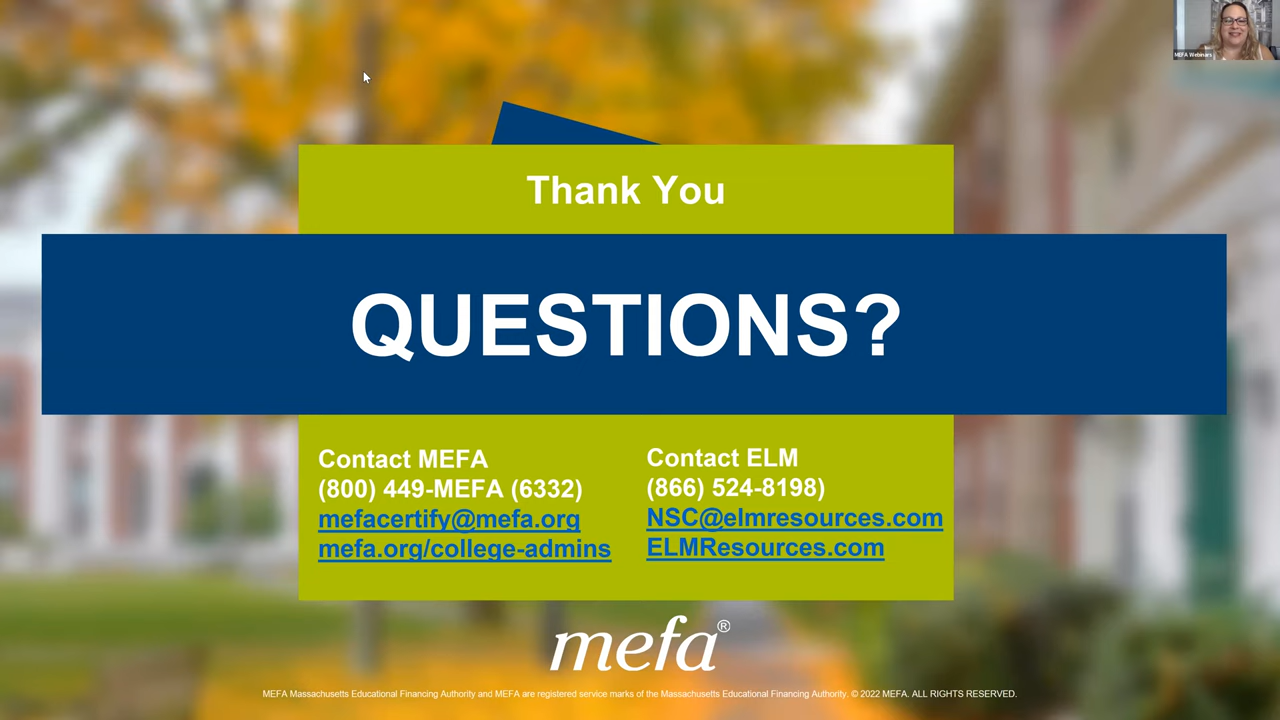 MEFA Webinars
Thank You
QUESTIONS?
Contact MEFA
(800) 449-MEFA (6332)
mefacertify@mefa.org
mefa.org/college-admins
Contact ELM
(866) 524-8198)
NSC@elmresources.com
ELMResources.com
mefa®
MEFA Massachusetts Educational Financing Authority and MEFA are registered service marks of the Massachusetts Educational Financing Authority. © 2022 MEFA. ALL RIGHTS RESERVED.